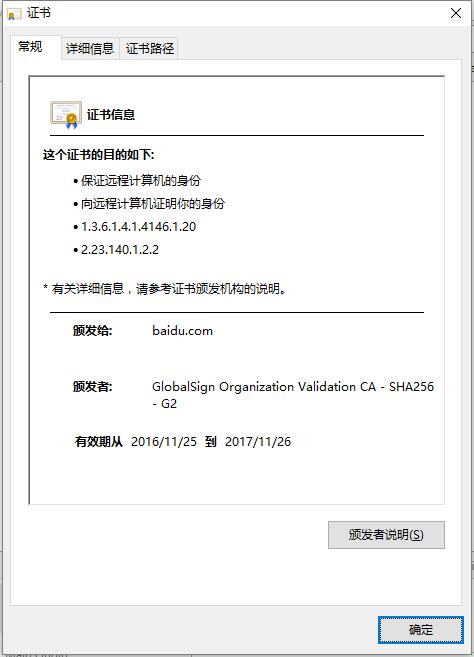 证书
常规 详细信息 证书路径
证书信息
这个证书的目的如下:
• 保证远程计算机的身份
• 向远程计算机证明你的身份
• 1.3.6.1.4.1.4146.1.20
• 2.23.140.1.2.2
* 有关详细信息，请参考证书颁发机构的说明。
颁发给: baidu.com
颁发者: GlobalSign Organization Validation CA - SHA256
- G2
有效期从 2016/11/25 到 2017/11/26
颁发者说明(S)
确定